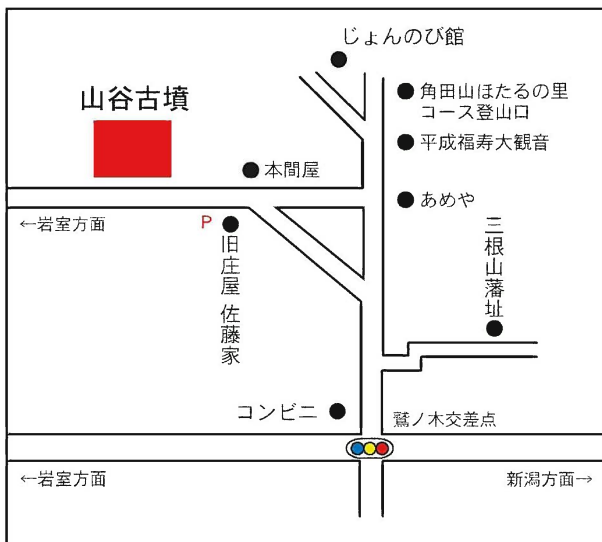 じょんのび館
山谷古墳
角田山ほたるの里
コース登山口
平成福寿大観音
本間屋
あめや
←岩室方面
P
旧庄屋 佐藤家
三根山藩址
コンビニ
鷲ノ木交差点
←岩室方面
新潟方面→